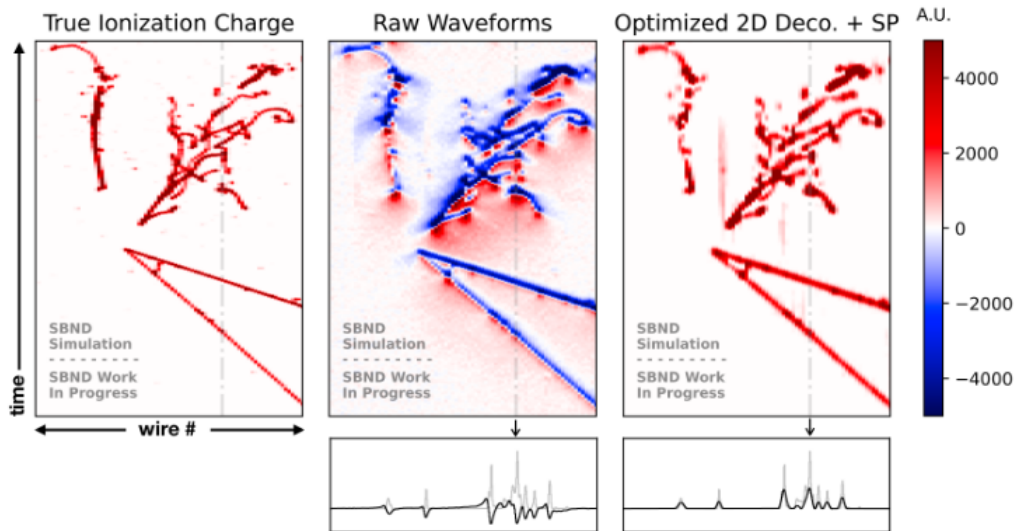 True Ionization Charge
Raw Waveforms
Optimized 2D Deco. + SP
A.U.
4000
2000
0
−2000
−4000
SBND
Simulation
SBND Work
In Progress
SBND
Simulation
SBND Work
In Progress
SBND
Simulation
SBND Work
In Progress
time
wire #